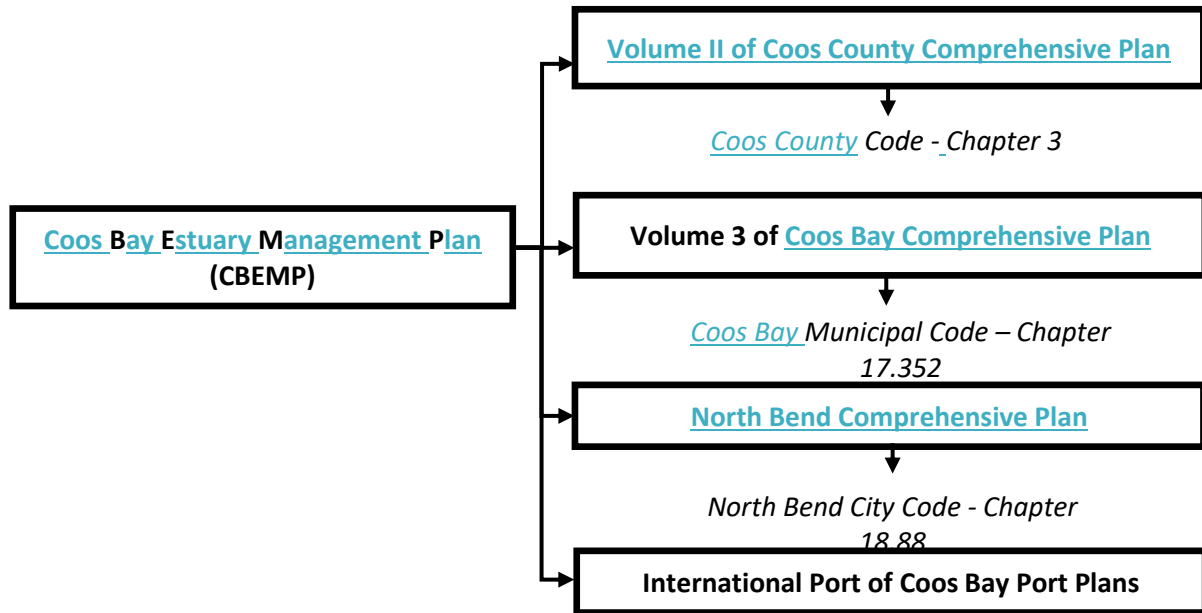 Volume II of Coos County Comprehensive Plan
Coos County Code - Chapter 3
Coos Bay Estuary Management Plan
(CBEMP)
Volume 3 of Coos Bay Comprehensive Plan
Coos Bay Municipal Code – Chapter
17.352
North Bend Comprehensive Plan
North Bend City Code - Chapter
18.88
International Port of Coos Bay Port Plans